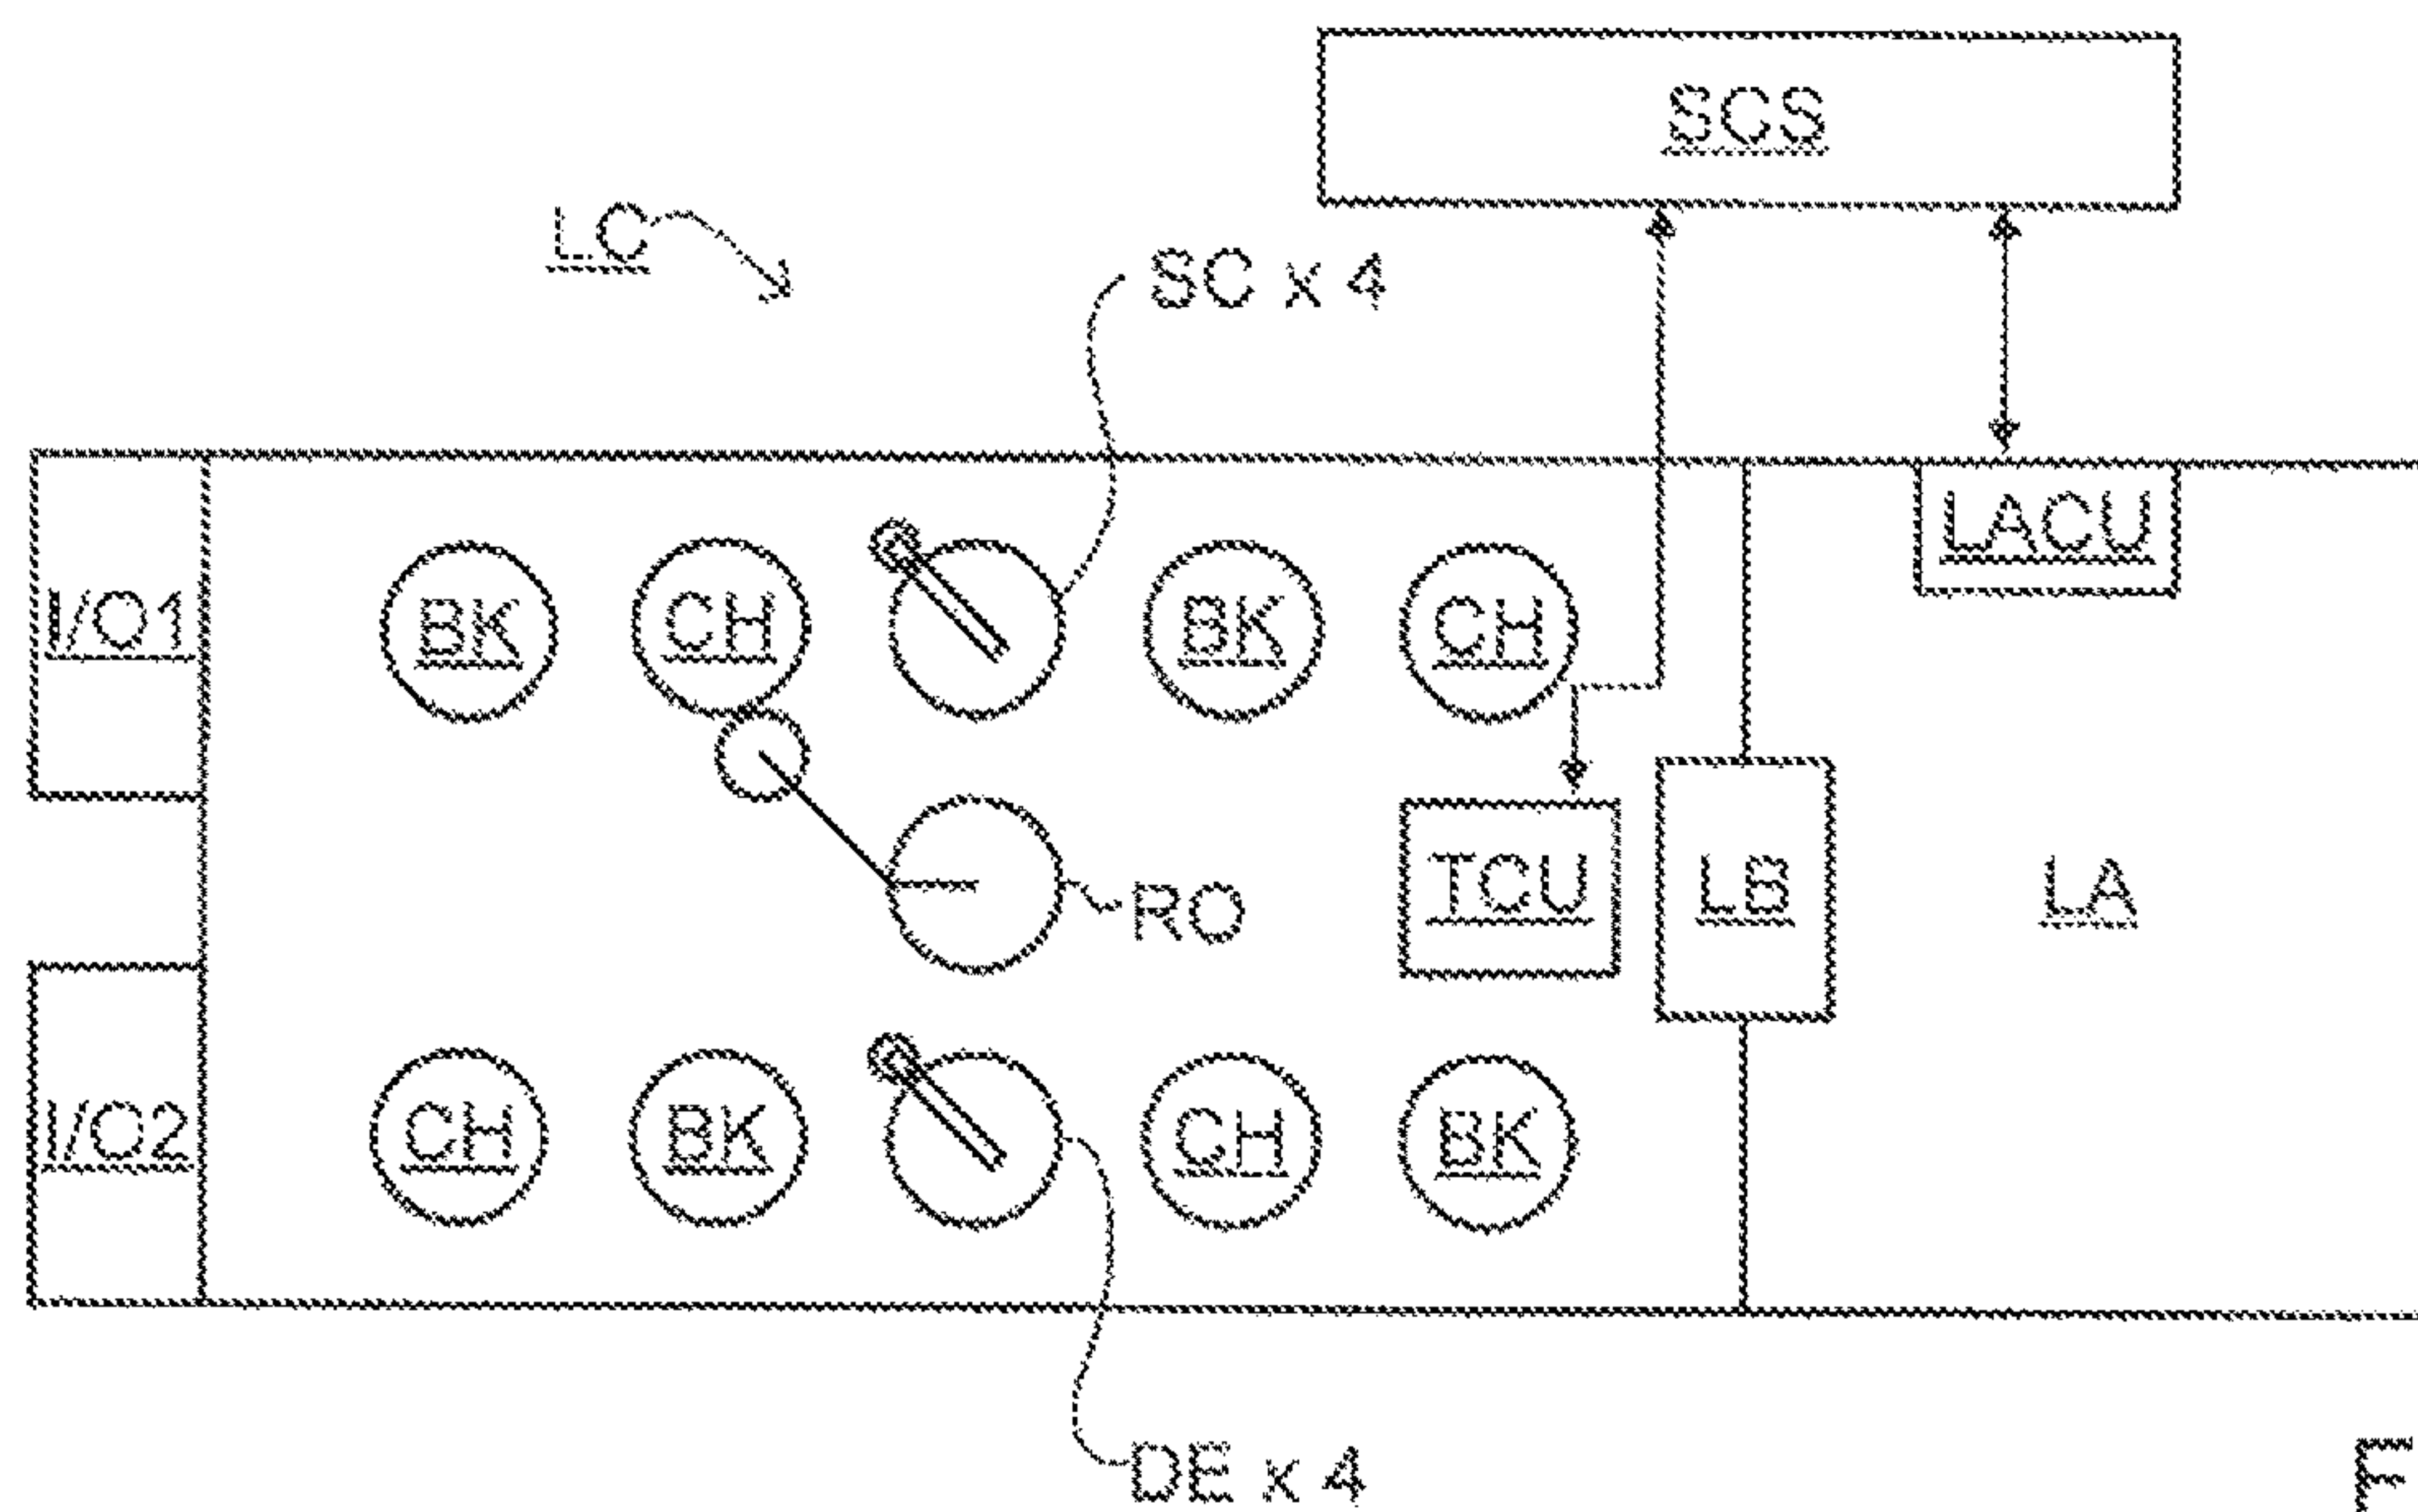 SCS
LC
SC x 4
LACU
I/O1
BK
CH
BK
CH
RO
TCU
LB
LA
I/O2
CH
BK
CH
BK
DE x 4
F